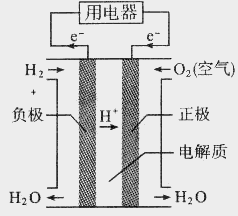 用电器
e⁻ e⁻
H₂ O₂(空气)
+
负极 H⁺ 正极
电解质
H₂O H₂O